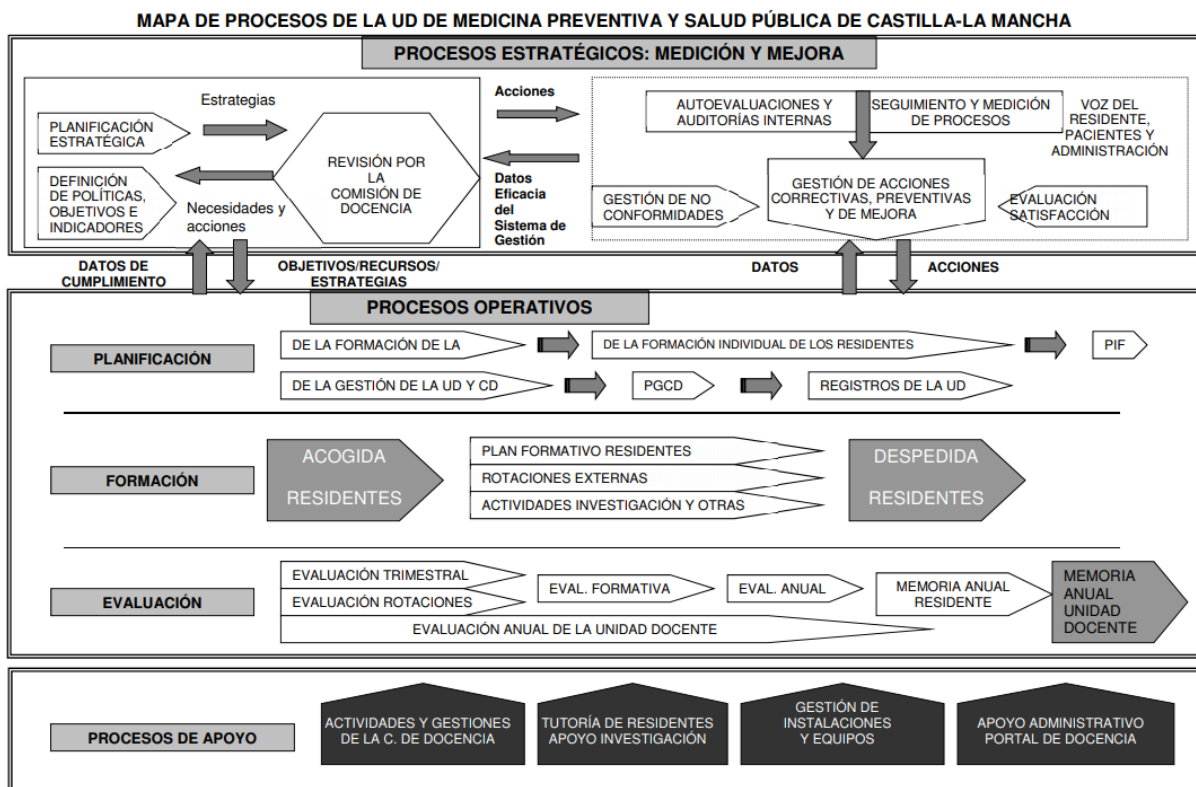 MAPA DE PROCESOS DE LA UD DE MEDICINA PREVENTIVA Y SALUD PÚBLICA DE CASTILLA-LA MANCHA
PROCESOS ESTRATÉGICOS: MEDICIÓN Y MEJORA
Estrategias
PLANIFICACIÓN
ESTRATÉGICA
DEFINICIÓN
DE POLÍTICAS,
OBJETIVOS E
INDICADORES
Necesidades y
acciones
REVISIÓN POR
LA
COMISIÓN DE
DOCENCIA
Acciones
Datos
Eficacia
del
Sistema de
Gestión
AUTOEVALUACIONES Y
AUDITORÍAS INTERNAS
SEGUIMIENTO Y MEDICIÓN
DE PROCESOS
VOZ DEL
RESIDENTE,
PACIENTES Y
ADMINISTRACIÓN
GESTIÓN DE NO
CONFORMIDADES
GESTIÓN DE ACCIONES
CORRECTIVAS, PREVENTIVAS
Y DE MEJORA
EVALUACIÓN
SATISFACCIÓN
DATOS DE
CUMPLIMIENTO
OBJETIVOS/RECURSOS/
ESTRATEGIAS
DATOS
ACCIONES
PROCESOS OPERATIVOS
PLANIFICACIÓN
DE LA FORMACIÓN DE LA
DE LA FORMACIÓN INDIVIDUAL DE LOS RESIDENTES
PIF
DE LA GESTIÓN DE LA UD Y CD
PGCD
REGISTROS DE LA UD
FORMACIÓN
ACOGIDA
RESIDENTES
PLAN FORMATIVO RESIDENTES
ROTACIONES EXTERNAS
ACTIVIDADES INVESTIGACIÓN Y OTRAS
DESPEDIDA
RESIDENTES
EVALUACIÓN
EVALUACIÓN TRIMESTRAL
EVALUACIÓN ROTACIONES
EVAL. FORMATIVA
EVAL. ANUAL
MEMORIA ANUAL
RESIDENTE
MEMORIA
ANUAL
UNIDAD
DOCENTE
EVALUACIÓN ANUAL DE LA UNIDAD DOCENTE
PROCESOS DE APOYO
ACTIVIDADES Y GESTIONES
DE LA C. DE DOCENCIA
TUTORÍA DE RESIDENTES
APOYO INVESTIGACIÓN
GESTIÓN DE
INSTALACIONES
Y EQUIPOS
APOYO ADMINISTRATIVO
PORTAL DE DOCENCIA